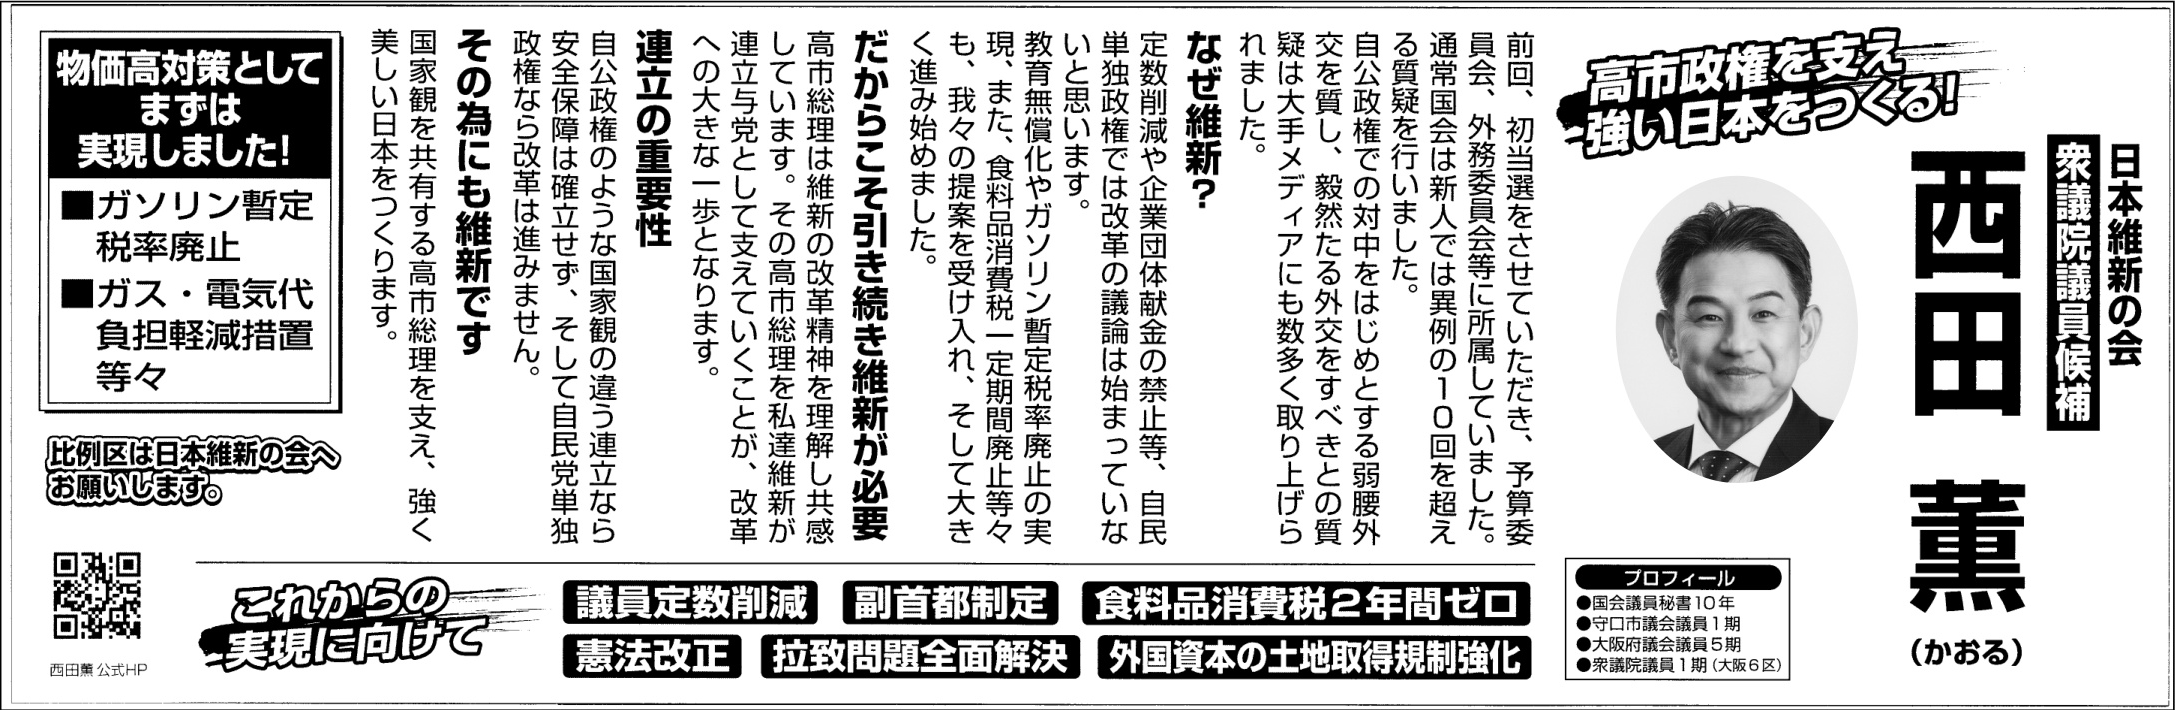 日本維新の会
衆議院議員候補
西田 薫
(かおる)
高市政権を支え
強い日本をつくる!
プロフィール
●国会議員秘書10年
●守口市議会議員1期
●大阪府議会議員5期
●衆議院議員1期(大阪6区)
前回、初当選をさせていただき、予算委
員会、外務委員会等に所属していました。
通常国会は新人では異例の10回を超え
る質疑を行いました。
自公政権での対中をはじめとする弱腰外
交を質し、毅然たる外交をすべきとの質
疑は大手メディアにも数多く取り上げら
れました。
なぜ維新?
定数削減や企業団体献金の禁止等、自民
単独政権では改革の議論は始まっていな
いと思います。
教育無償化やガソリン暫定税率廃止の実
現、また、食料品消費税一定期間廃止等々
も、我々の提案を受け入れ、そして大き
く進み始めました。
だからこそ引き続き維新が必要
高市総理は維新の改革精神を理解し共感
しています。その高市総理を私達維新が
連立与党として支えていくことが、改革
への大きな一歩となります。
連立の重要性
自公政権のような国家観の違う連立なら
安全保障は確立せず、そして自民党単独
政権なら改革は進みません。
その為にも維新です
国家観を共有する高市総理を支え、強く
美しい日本をつくります。
物価高対策として
まずは
実現しました!
■ガソリン暫定
税率廃止
■ガス・電気代
負担軽減措置
等々
比例区は日本維新の会へ
お願いします。
西田薫 公式HP
これからの
実現に向けて
議員定数削減 副首都制定 食料品消費税2年間ゼロ
憲法改正 拉致問題全面解決 外国資本の土地取得規制強化